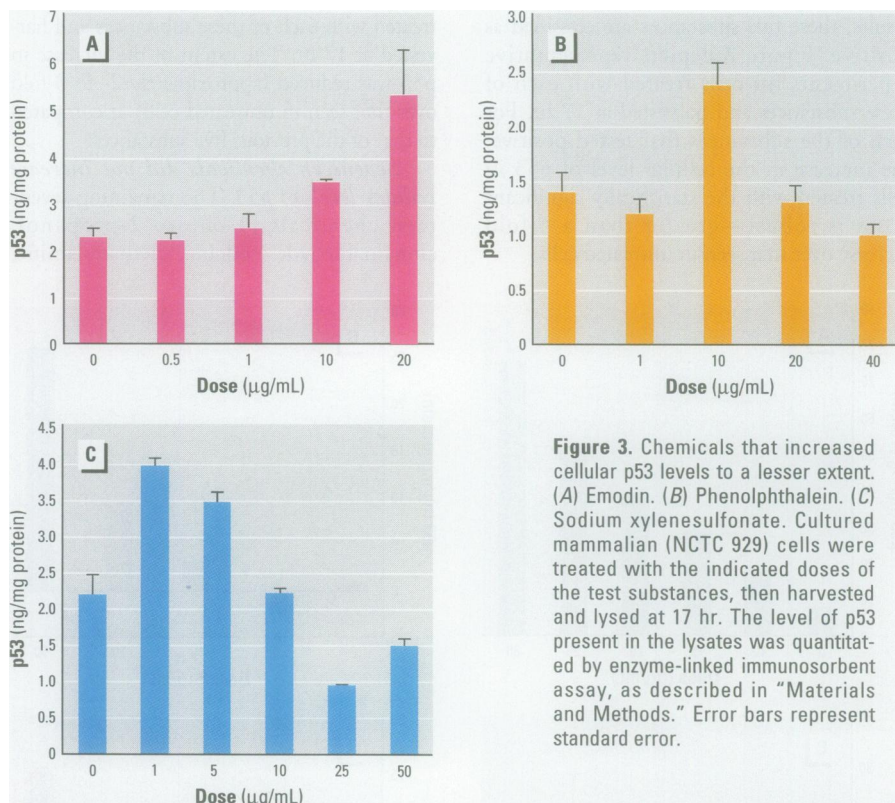 A
p53 (ng/mg protein)
7
6
5
4
3
2
1
0
0 0.5 1 10 20
Dose (µg/mL)
B
p53 (ng/mg protein)
3.0
2.5
2.0
1.5
1.0
0.5
0
0 1 10 20 40
Dose (µg/mL)
C
p53 (ng/mg protein)
4.5
4.0
3.5
3.0
2.5
2.0
1.5
1.0
0.5
0
0 1 5 10 25 50
Dose (µg/mL)
Figure 3. Chemicals that increased
cellular p53 levels to a lesser extent.
(A) Emodin. (B) Phenolphthalein. (C)
Sodium xylenesulfonate. Cultured
mammalian (NCTC 929) cells were
treated with the indicated doses of
the test substances, then harvested
and lysed at 17 hr. The level of p53
present in the lysates was quantitat-
ed by enzyme-linked immunosorbent
assay, as described in “Materials
and Methods.” Error bars represent
standard error.